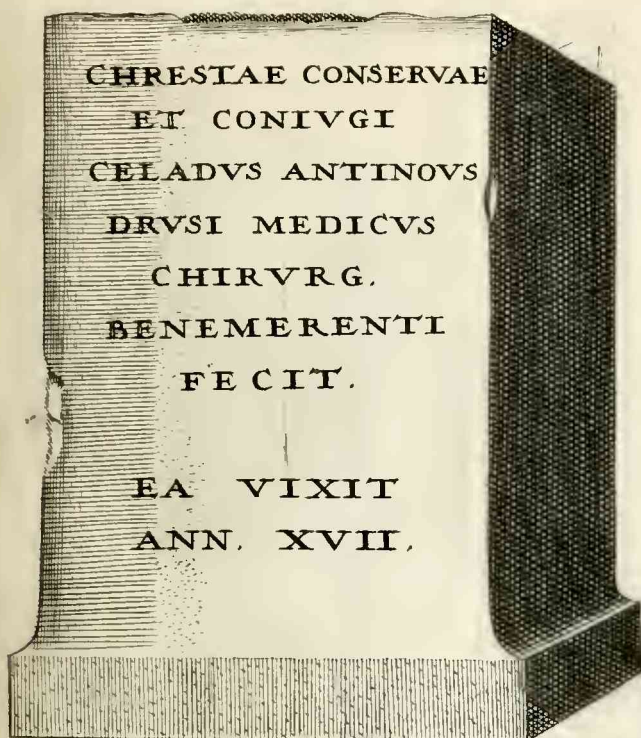 CHRESTAE CONSERVAE
ET CONIVGI
CELADVS ANTINOVS
DRVSI MEDICVS
CHIRVRG.
BENEMERENTI
FECIT.
EA VIXIT
ANN. XVII.